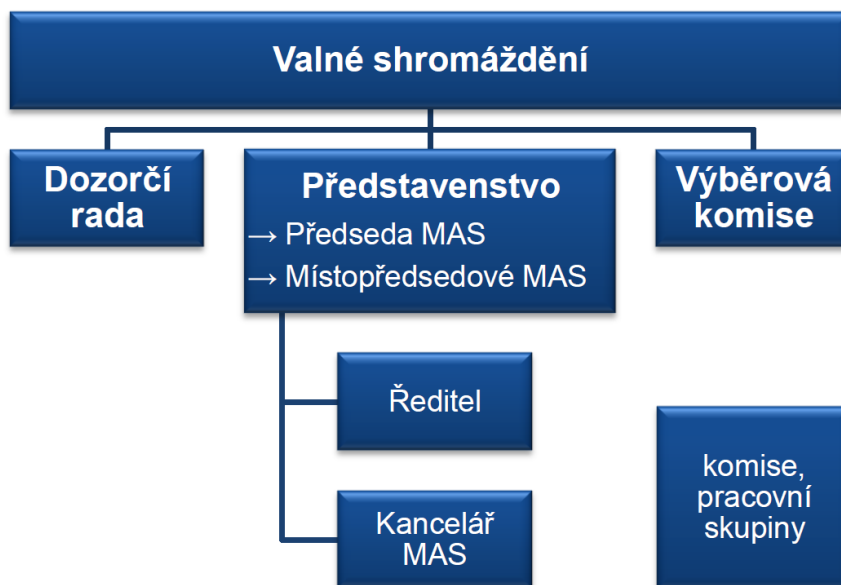 Valné shromáždění
Dozorčí
rada
Představenstvo
→ Předseda MAS
→ Místopředsedové MAS
Výběrová
komise
Ředitel
Kancelář
MAS
komise,
pracovní
skupiny